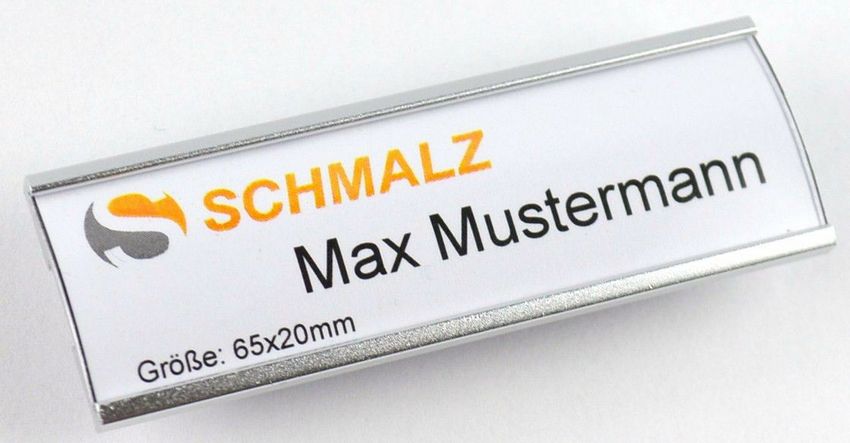 SCHMALZ
Max Mustermann
Größe: 65x20mm